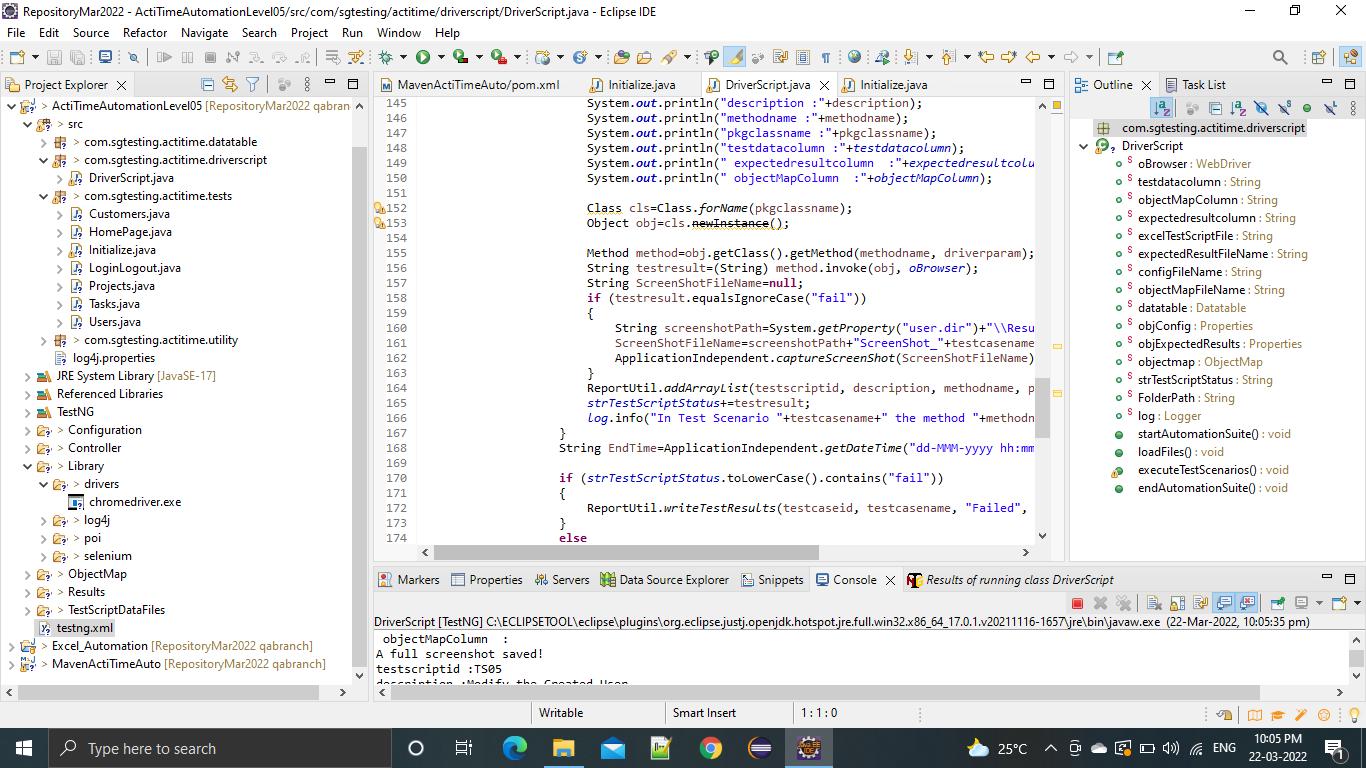 RepositoryMar2022 - ActiTimeAutomationLevel05/src/com/sgtesting/actitime/driverscript/DriverScript.java - Eclipse IDE
File Edit Source Refactor Navigate Search Project Run Window Help
Project Explorer
> ActiTimeAutomationLevel05 [RepositoryMar2022 qabran
> src
> com.sgtesting.actitime.datatable
> com.sgtesting.actitime.driverscript
> DriverScript.java
> com.sgtesting.actitime.tests
> Customers.java
> HomePage.java
> Initialize.java
> LoginLogout.java
> Projects.java
> Tasks.java
> Users.java
> com.sgtesting.actitime.utility
log4j.properties
JRE System Library [JavaSE-17]
Referenced Libraries
TestNG
> Configuration
> Controller
> Library
> drivers
chromedriver.exe
> log4j
> poi
> selenium
> ObjectMap
> Results
> TestScriptDataFiles
testng.xml
> Excel_Automation [RepositoryMar2022 qabranch]
> MavenActiTimeAuto [RepositoryMar2022 qabranch]
MavenActiTimeAuto/pom.xml Initialize.java DriverScript.java Initialize.java
145 System.out.println("description :"+description);
146 System.out.println("methodname :"+methodname);
147 System.out.println("pkgclassname :"+pkgclassname);
148 System.out.println("testdatacolumn :"+testdatacolumn);
149 System.out.println(" expectedresultcolumn  :"+expectedresultcolu
150 System.out.println(" objectMapColumn  :"+objectMapColumn);
151
152 Class cls=Class.forName(pkgclassname);
153 Object obj=cls.newInstance();
154
155 Method method=obj.getClass().getMethod(methodname, driverparam);
156 String testresult=(String) method.invoke(obj, oBrowser);
157 String ScreenShotFileName=null;
158 if (testresult.equalsIgnoreCase("fail"))
159 {
160 String screenshotPath=System.getProperty("user.dir")+"\\Resu
161 ScreenShotFileName=screenshotPath+"ScreenShot_"+testcasename
162 ApplicationIndependent.captureScreenShot(ScreenShotFileName)
163 }
164 ReportUtil.addArrayList(testscriptid, description, methodname, p
165 strTestScriptStatus+=testresult;
166 log.info("In Test Scenario "+testcasename+" the method "+methodn
167 }
168 String EndTime=ApplicationIndependent.getDateTime("dd-MMM-yyyy hh:mm
169
170 if (strTestScriptStatus.toLowerCase().contains("fail"))
171 {
172 ReportUtil.writeTestResults(testcaseid, testcasename, "Failed",
173 }
174 else
Outline Task List
com.sgtesting.actitime.driverscript
DriverScript
oBrowser : WebDriver
testdatacolumn : String
objectMapColumn : String
expectedresultcolumn : String
excelTestScriptFile : String
expectedResultFileName : String
configFileName : String
objectMapFileName : String
datatable : Datatable
objConfig : Properties
objExpectedResults : Properties
objectmap : ObjectMap
strTestScriptStatus : String
FolderPath : String
log : Logger
startAutomationSuite() : void
loadFiles() : void
executeTestScenarios() : void
endAutomationSuite() : void
Markers Properties Servers Data Source Explorer Snippets Console Results of running class DriverScript
DriverScript [TestNG] C:\ECLIPSETOOL\eclipse\plugins\org.eclipse.justj.openjdk.hotspot.jre.full.win32.x86_64_17.0.1.v20211116-1657\jre\bin\javaw.exe (22-Mar-2022, 10:05:35 pm)
objectMapColumn  :
A full screenshot saved!
testscriptid :TS05
description :Modify the Created User
Writable Smart Insert 1 : 1 : 0
Type here to search
25°C ENG 10:05 PM
22-03-2022
1